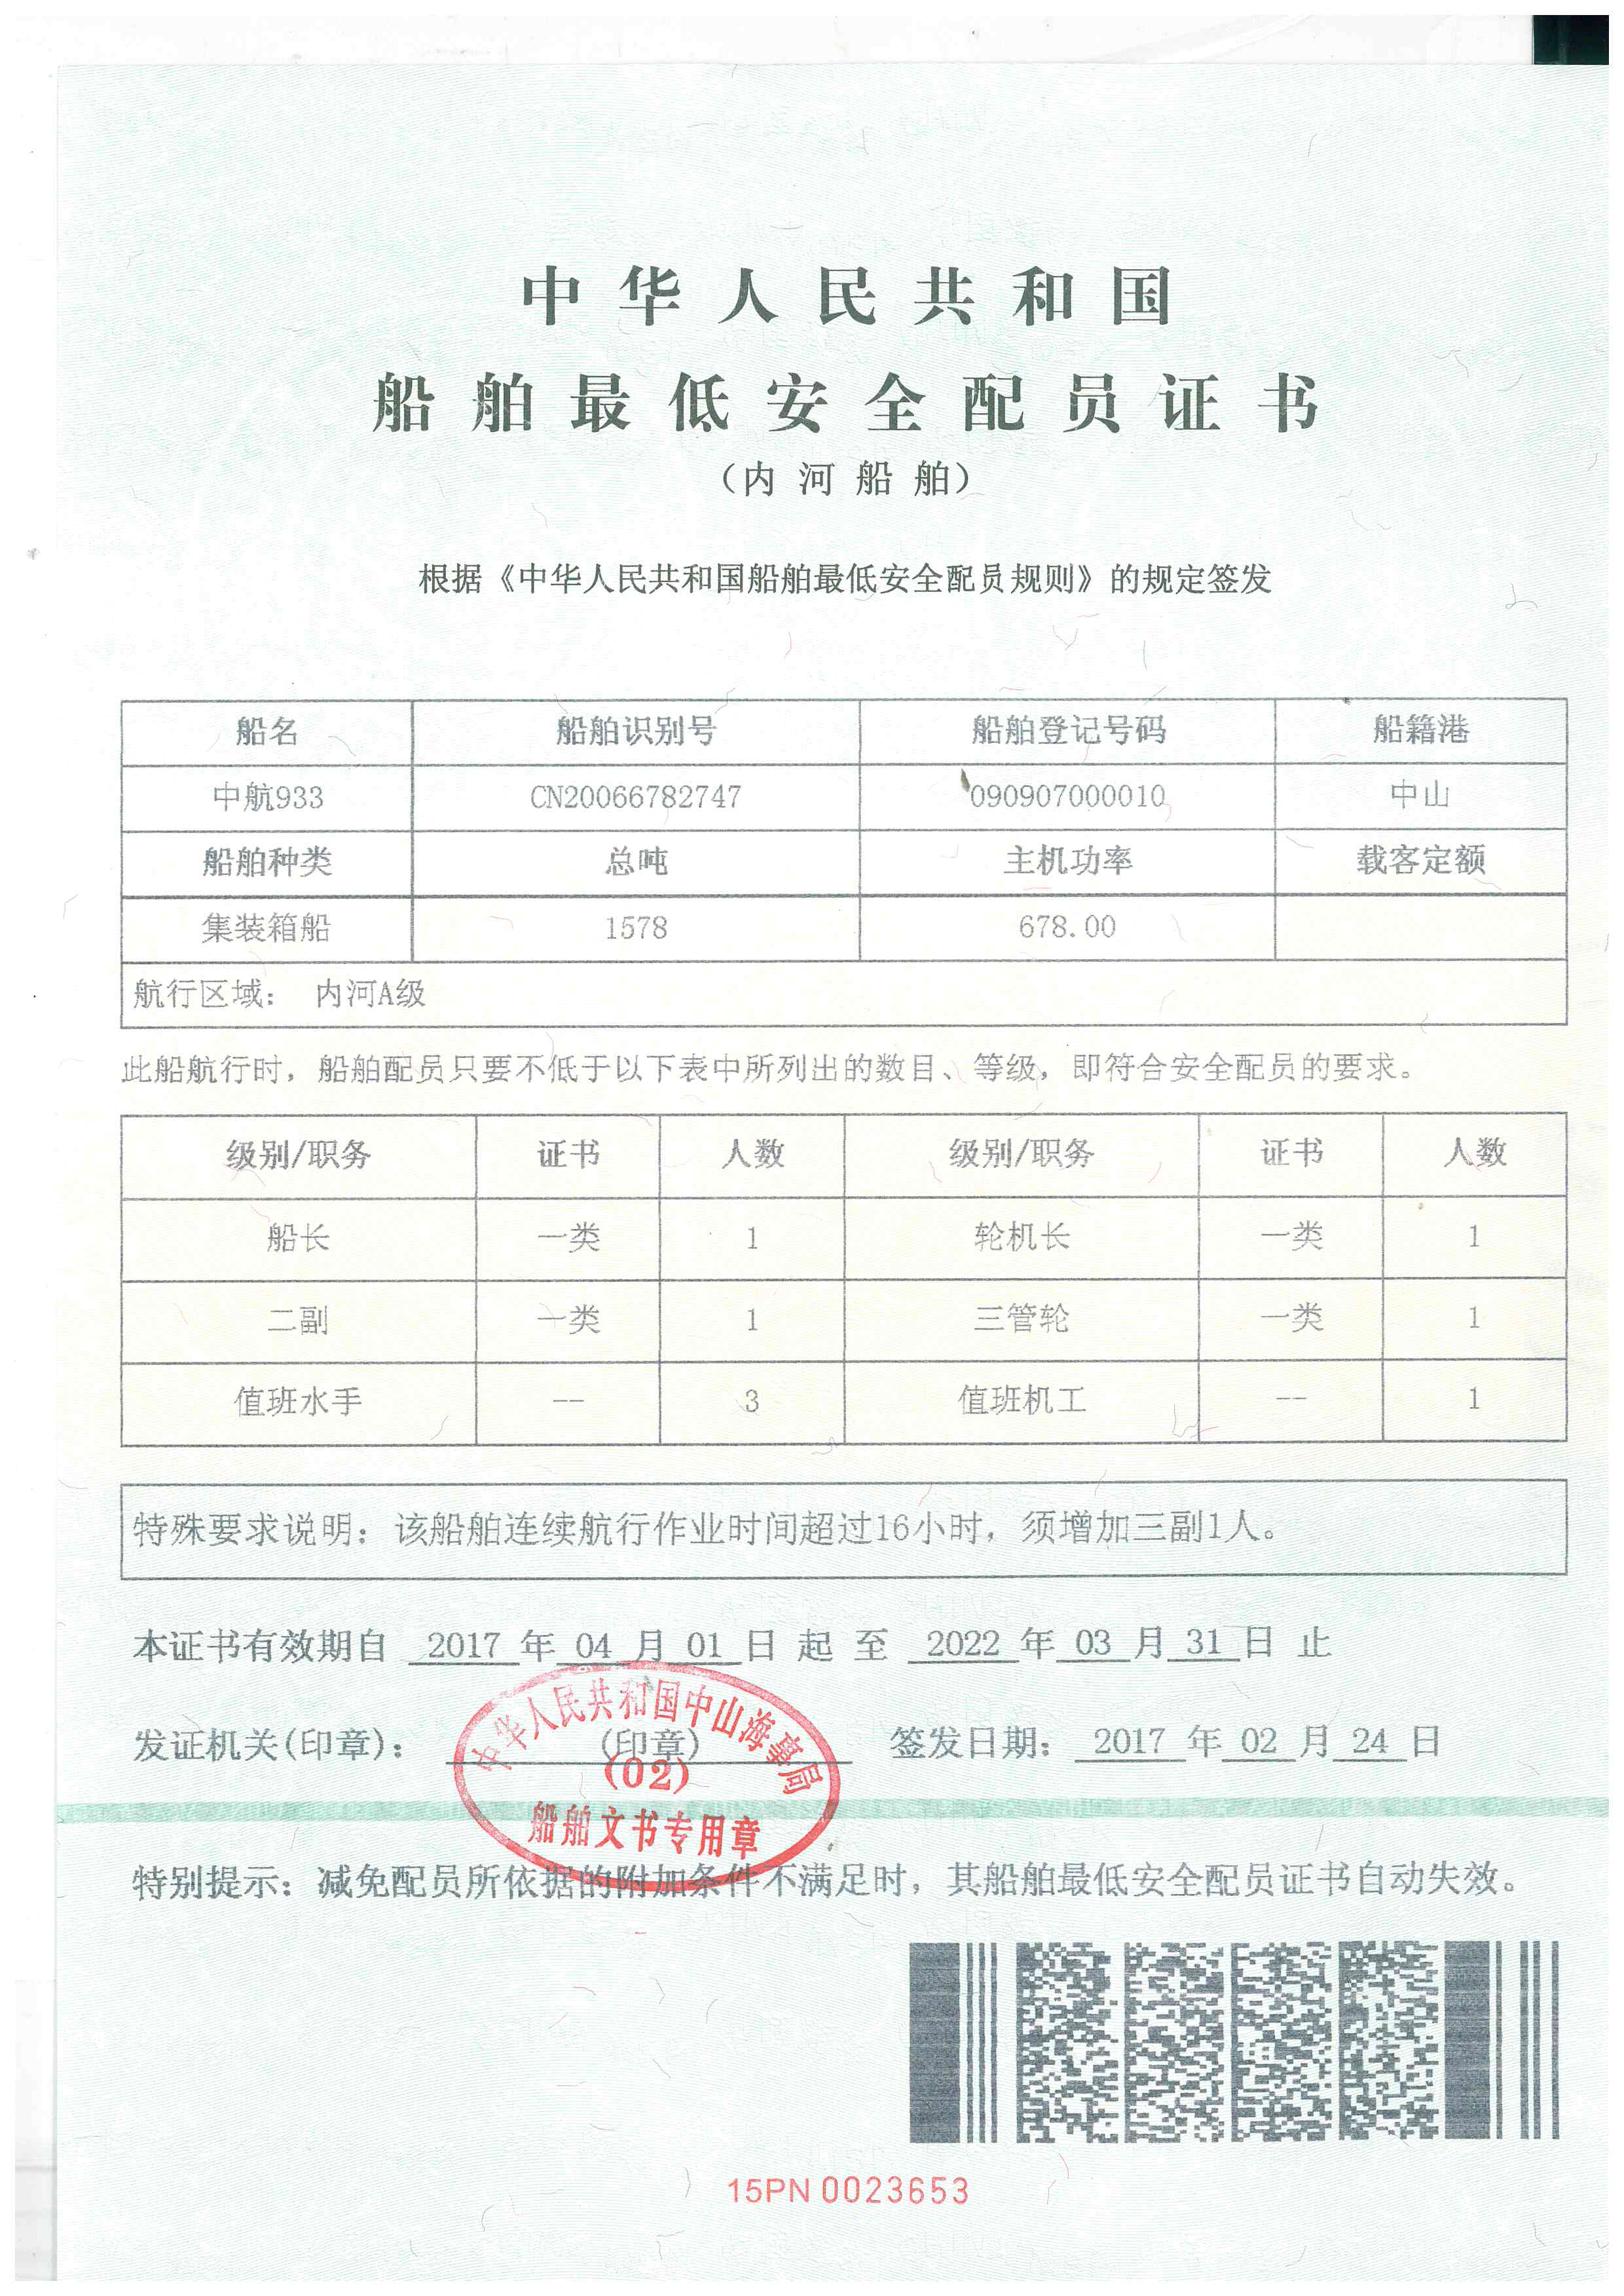 中华人民共和国
船舶最低安全配员证书
（内河船舶）
根据《中华人民共和国船舶最低安全配员规则》的规定签发
船名 船舶识别号 船舶登记号码 船籍港
中航933 CN20066782747 090907000010 中山
船舶种类 总吨 主机功率 载客定额
集装箱船 1578 678.00
航行区域： 内河A级
此船航行时，船舶配员只要不低于以下表中所列出的数目、等级，即符合安全配员的要求。
级别/职务 证书 人数 级别/职务 证书 人数
船长 一类 1 轮机长 一类 1
二副 一类 1 三管轮 一类 1
值班水手 -- 3 值班机工 -- 1
特殊要求说明：该船舶连续航行作业时间超过16小时，须增加三副1人。
本证书有效期自 2017 年 04 月 01 日 起 至 2022 年 03 月 31 日 止
发证机关(印章)： (印章) 签发日期： 2017 年 02 月 24 日
中华人民共和国中山海事局
(02)
船舶文书专用章
特别提示：减免配员所依据的附加条件不满足时，其船舶最低安全配员证书自动失效。
15PN 0023653